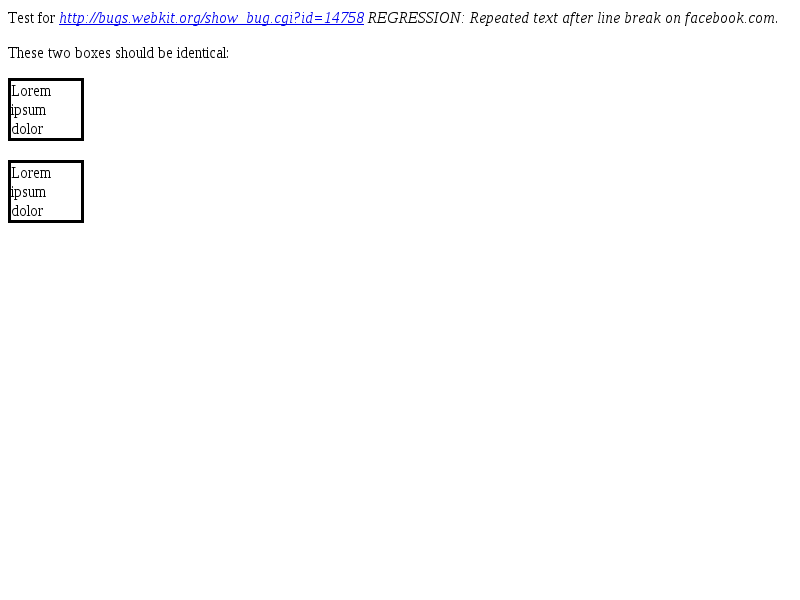 Test for http://bugs.webkit.org/show_bug.cgi?id=14758 REGRESSION: Repeated text after line break on facebook.com.
These two boxes should be identical:
Lorem
ipsum
dolor
Lorem
ipsum
dolor